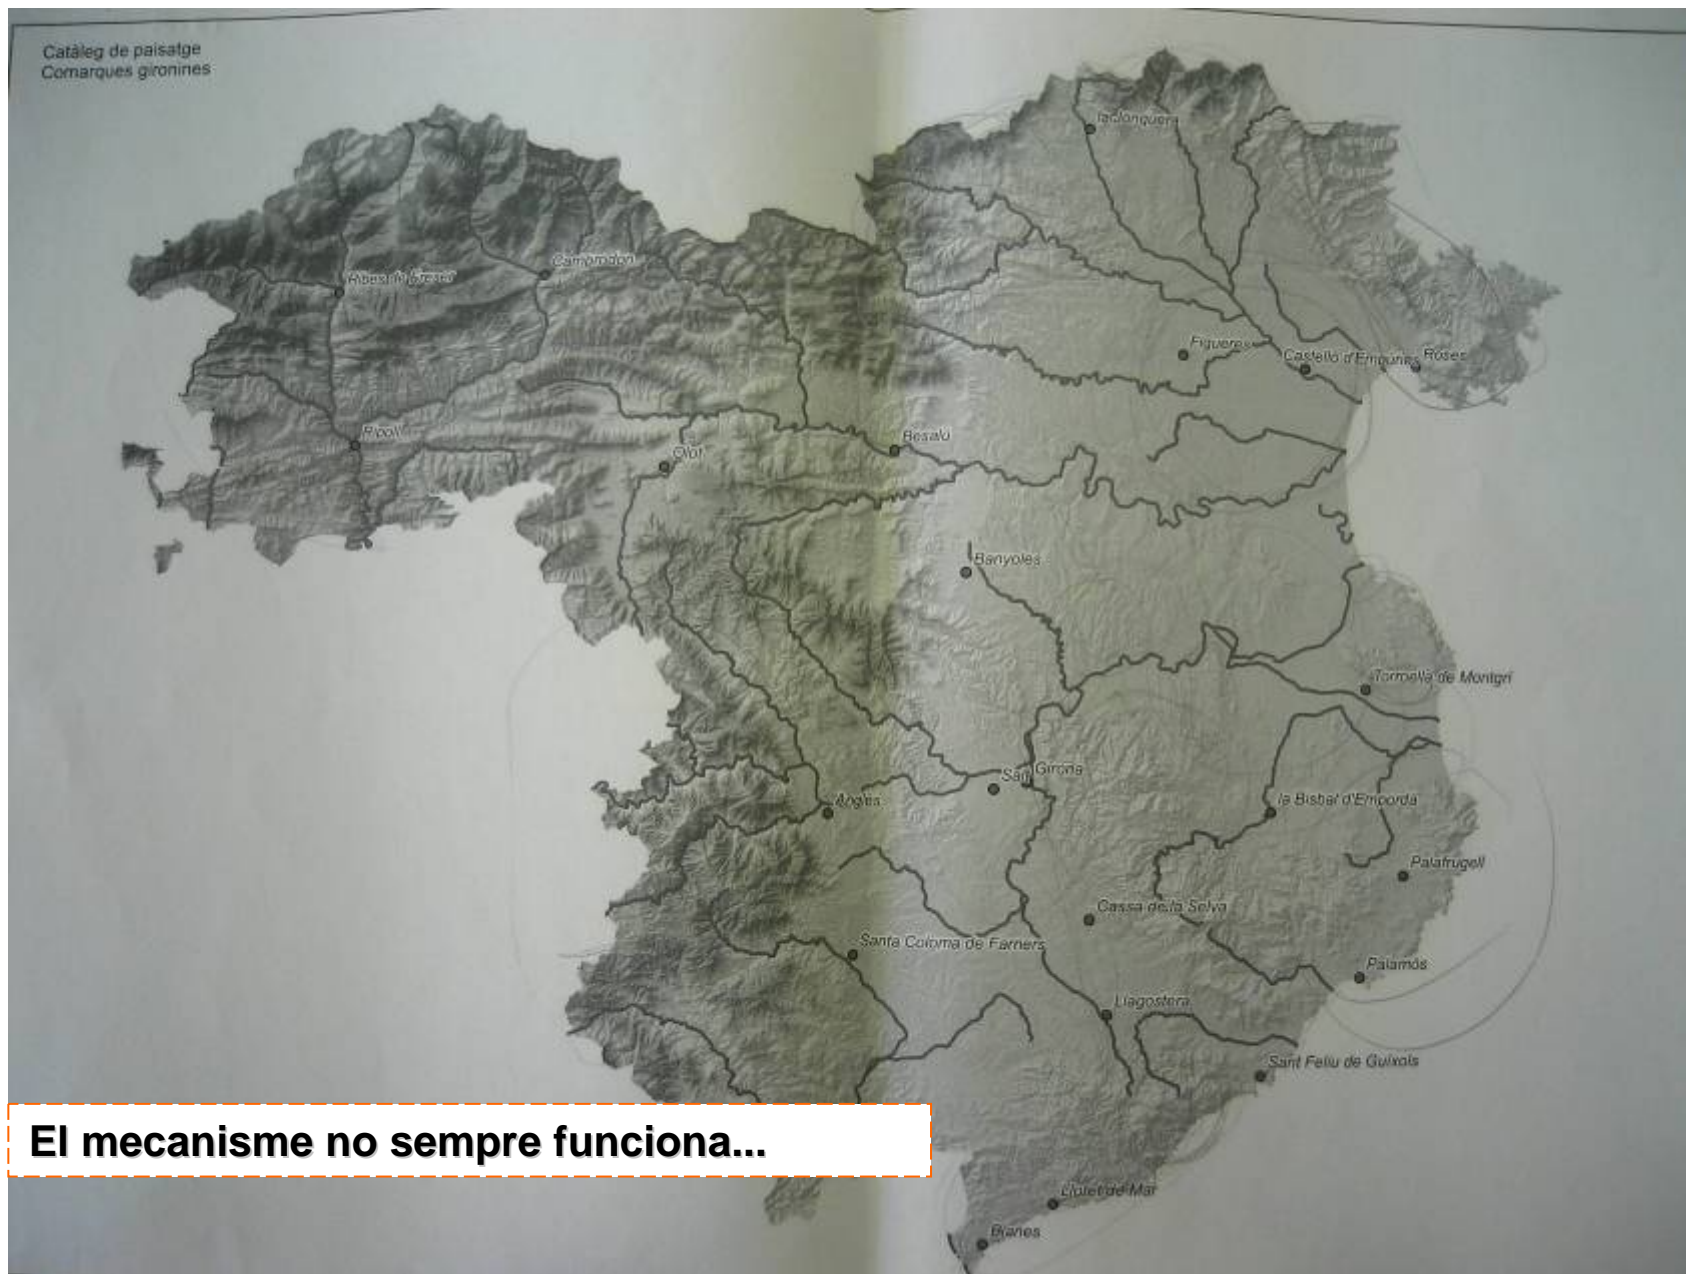 Catàleg de paisatge
Comarques gironines
la Jonquera
Ribes de Freser
Camprodon
Figueres
Castelló d'Empúries
Roses
Ripoll
Olot
Besalú
Banyoles
Torroella de Montgrí
Salt
Girona
Anglès
la Bisbal d'Empordà
Palafrugell
Cassà de la Selva
Santa Coloma de Farners
Palamós
Llagostera
Sant Feliu de Guíxols
El mecanisme no sempre funciona...
Lloret de Mar
Blanes